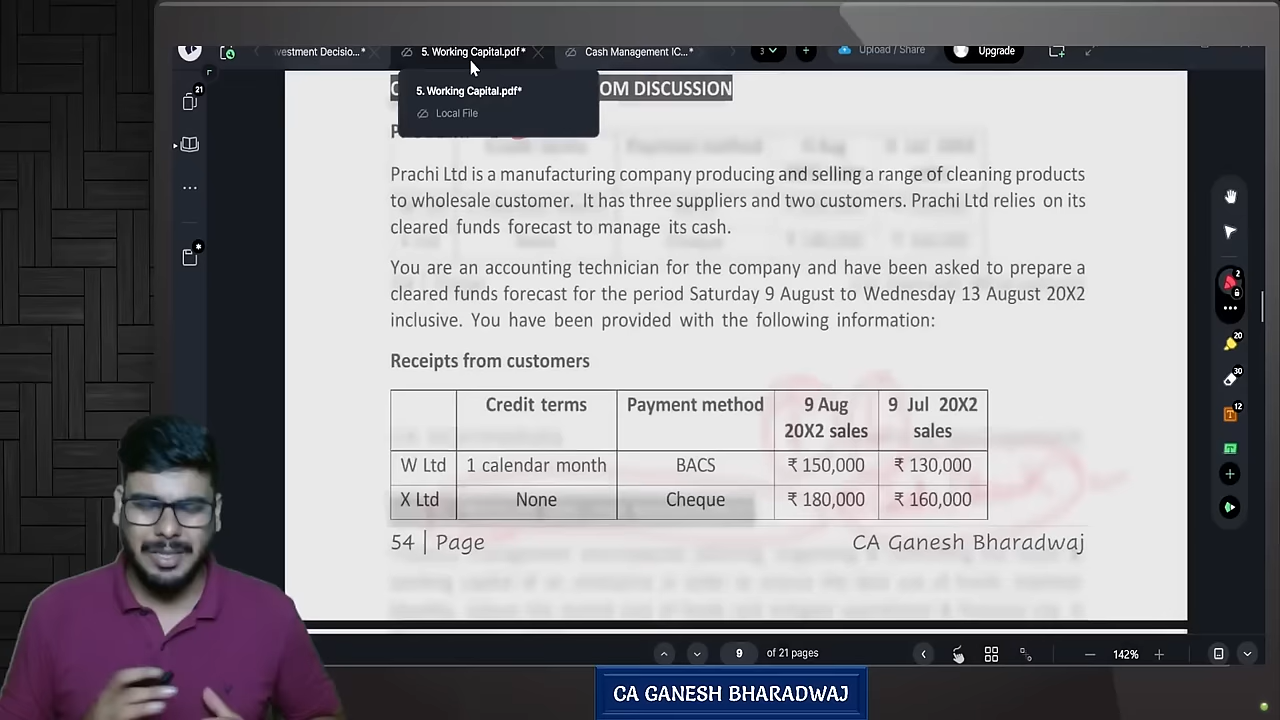 vestment Decisio...*
5. Working Capital.pdf *
Cash Management IC...*
3
Upload / Share
Upgrade
5. Working Capital.pdf*
Local File
OM DISCUSSION
21
Prachi Ltd is a manufacturing company producing and selling a range of cleaning products
to wholesale customer. It has three suppliers and two customers. Prachi Ltd relies on its
cleared funds forecast to manage its cash.
You are an accounting technician for the company and have been asked to prepare a
cleared funds forecast for the period Saturday 9 August to Wednesday 13 August 20X2
inclusive. You have been provided with the following information:
Receipts from customers
Credit terms Payment method 9 Aug 9 Jul 20X2
20X2 sales sales
W Ltd 1 calendar month BACS ₹ 150,000 ₹ 130,000
X Ltd None Cheque ₹ 180,000 ₹ 160,000
54 | Page CA Ganesh Bharadwaj
2
20
30
12
9 of 21 pages
142%
CA GANESH BHARADWAJ